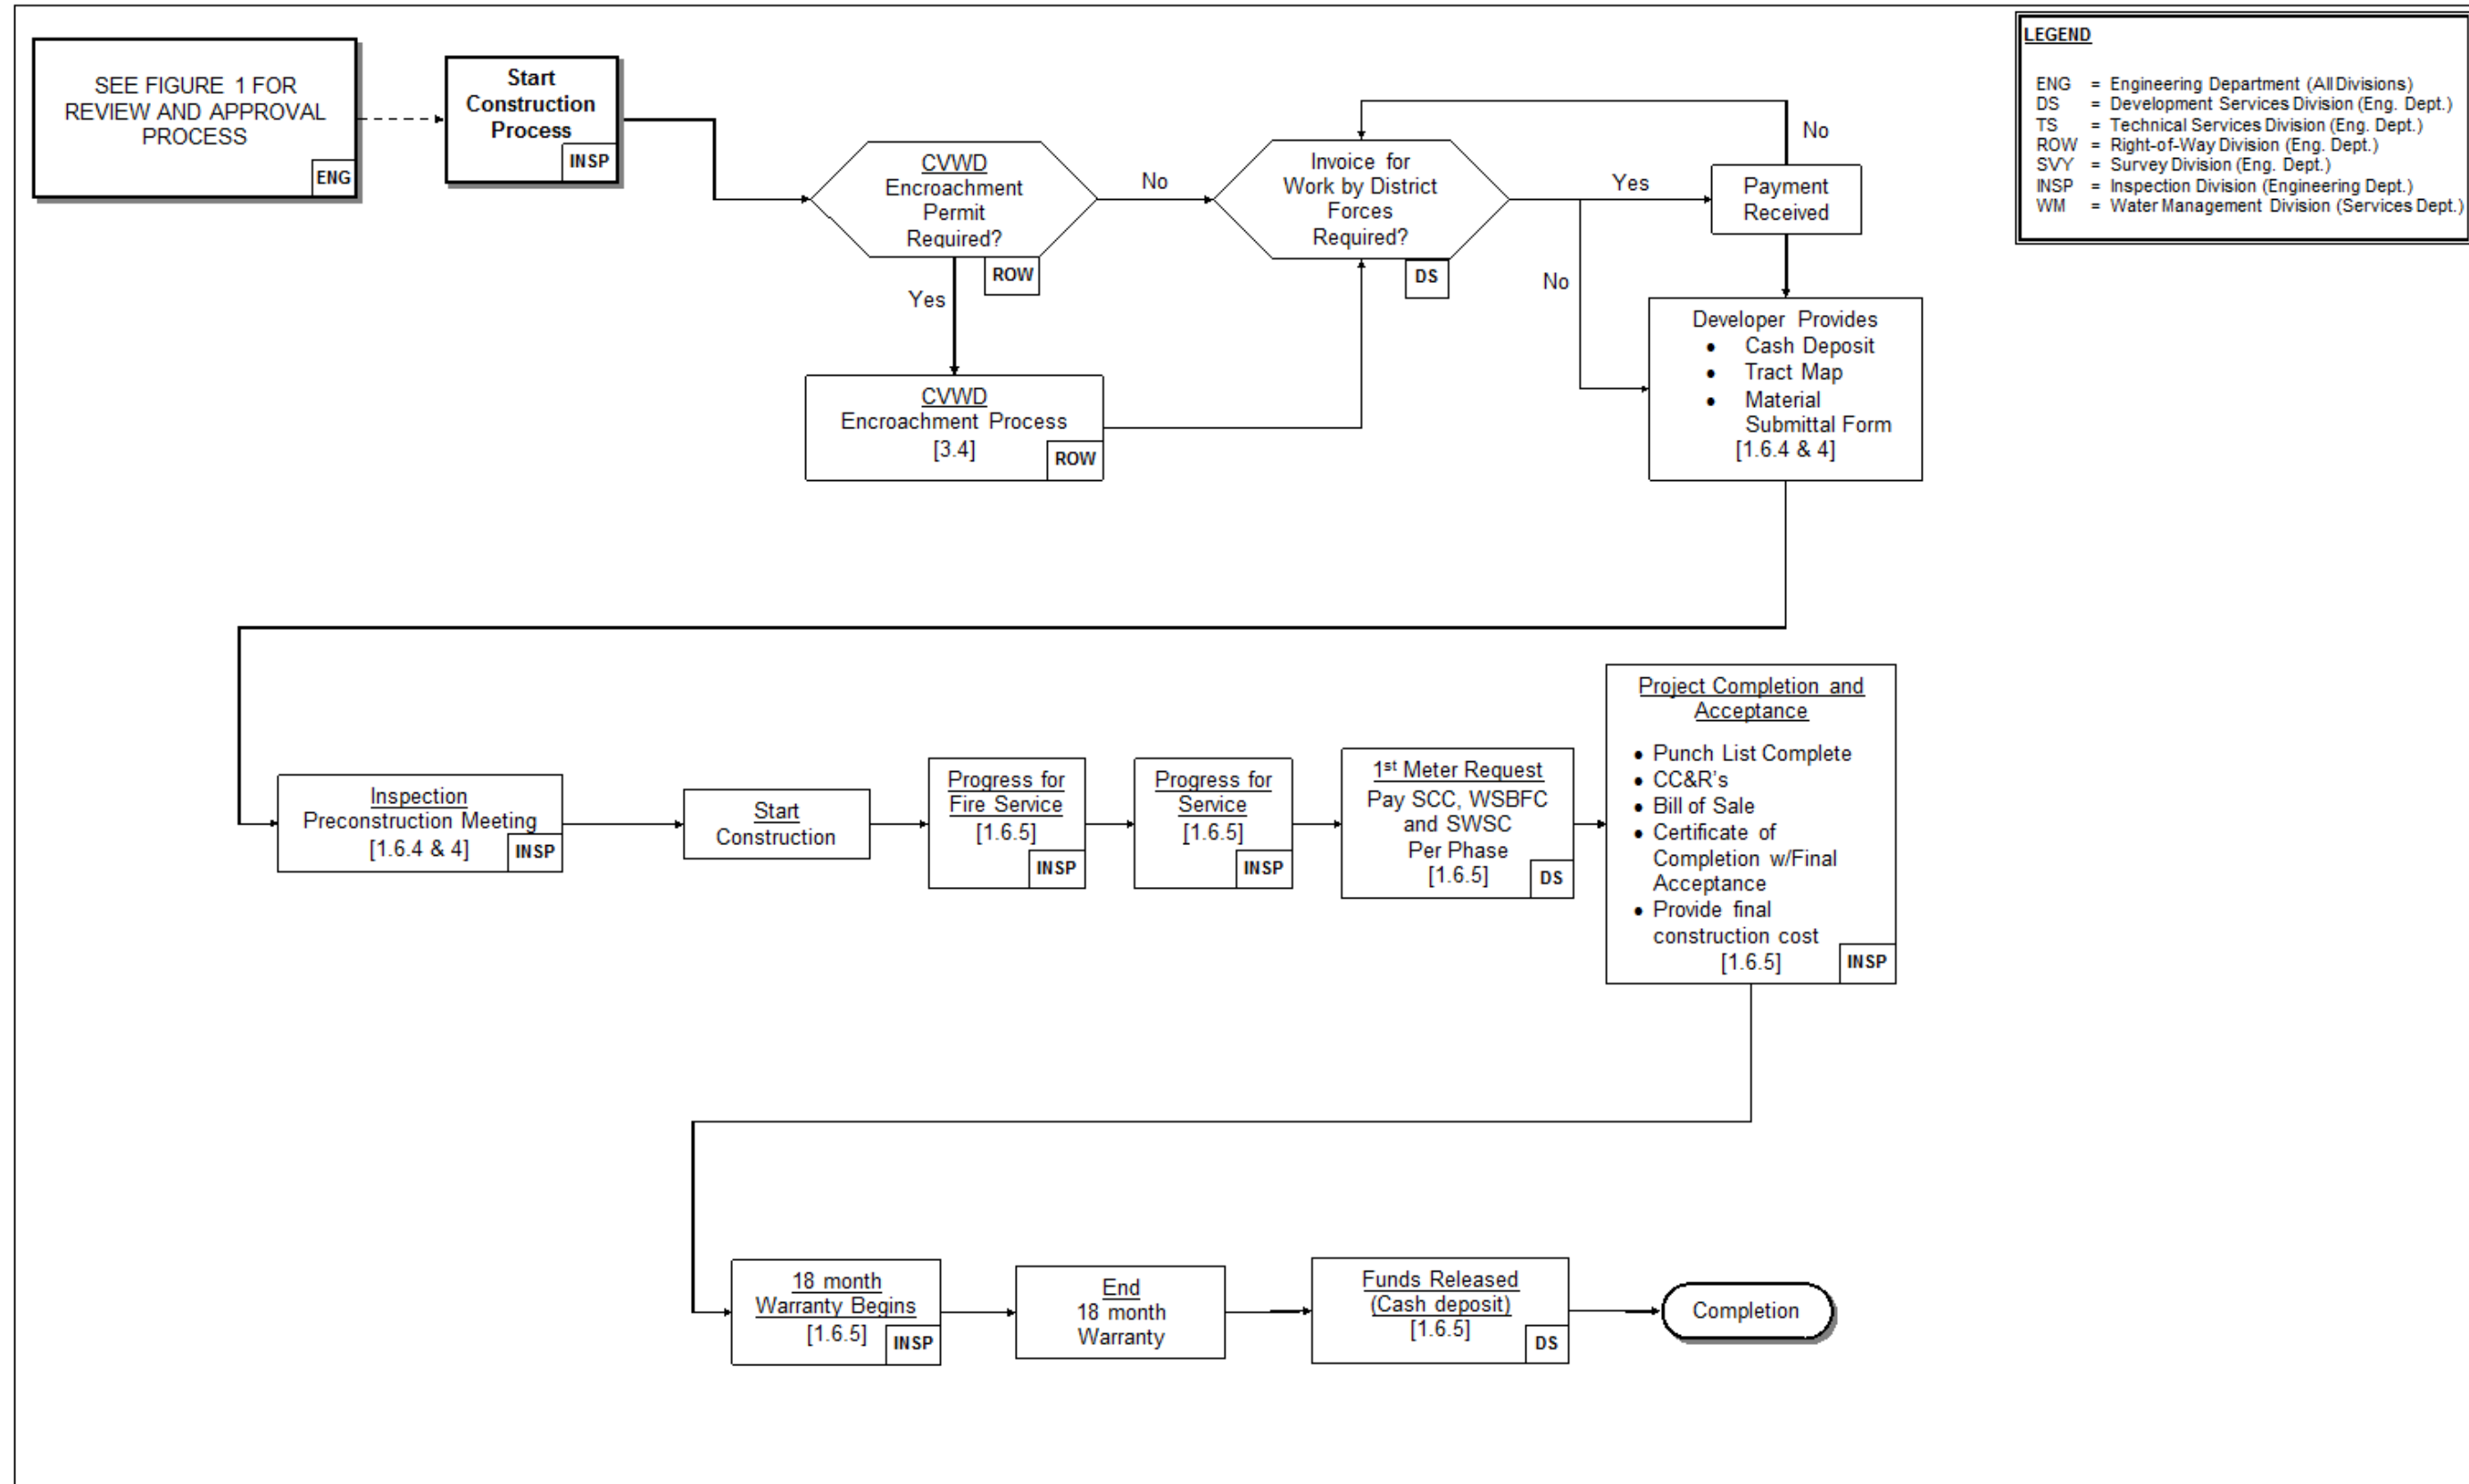 SEE FIGURE 1 FOR
REVIEW AND APPROVAL
PROCESS
ENG
Start
Construction
Process
INSP
CVWD
Encroachment
Permit
Required?
ROW
No
Yes
CVWD
Encroachment Process
[3.4]
ROW
Invoice for
Work by District
Forces
Required?
DS
Yes
No
No
Payment
Received
Developer Provides
• Cash Deposit
• Tract Map
• Material
Submittal Form
[1.6.4 & 4]
LEGEND
ENG = Engineering Department (All Divisions)
DS = Development Services Division (Eng. Dept.)
TS = Technical Services Division (Eng. Dept.)
ROW = Right-of-Way Division (Eng. Dept.)
SVY = Survey Division (Eng. Dept.)
INSP = Inspection Division (Engineering Dept.)
WM = Water Management Division (Services Dept.)
Inspection
Preconstruction Meeting
[1.6.4 & 4]
INSP
Start
Construction
Progress for
Fire Service
[1.6.5]
INSP
Progress for
Service
[1.6.5]
INSP
1st Meter Request
Pay SCC, WSBFC
and SWSC
Per Phase
[1.6.5]
DS
Project Completion and
Acceptance
• Punch List Complete
• CC&R's
• Bill of Sale
• Certificate of
Completion w/Final
Acceptance
• Provide final
construction cost
[1.6.5]
INSP
18 month
Warranty Begins
[1.6.5]
INSP
End
18 month
Warranty
Funds Released
(Cash deposit)
[1.6.5]
DS
Completion